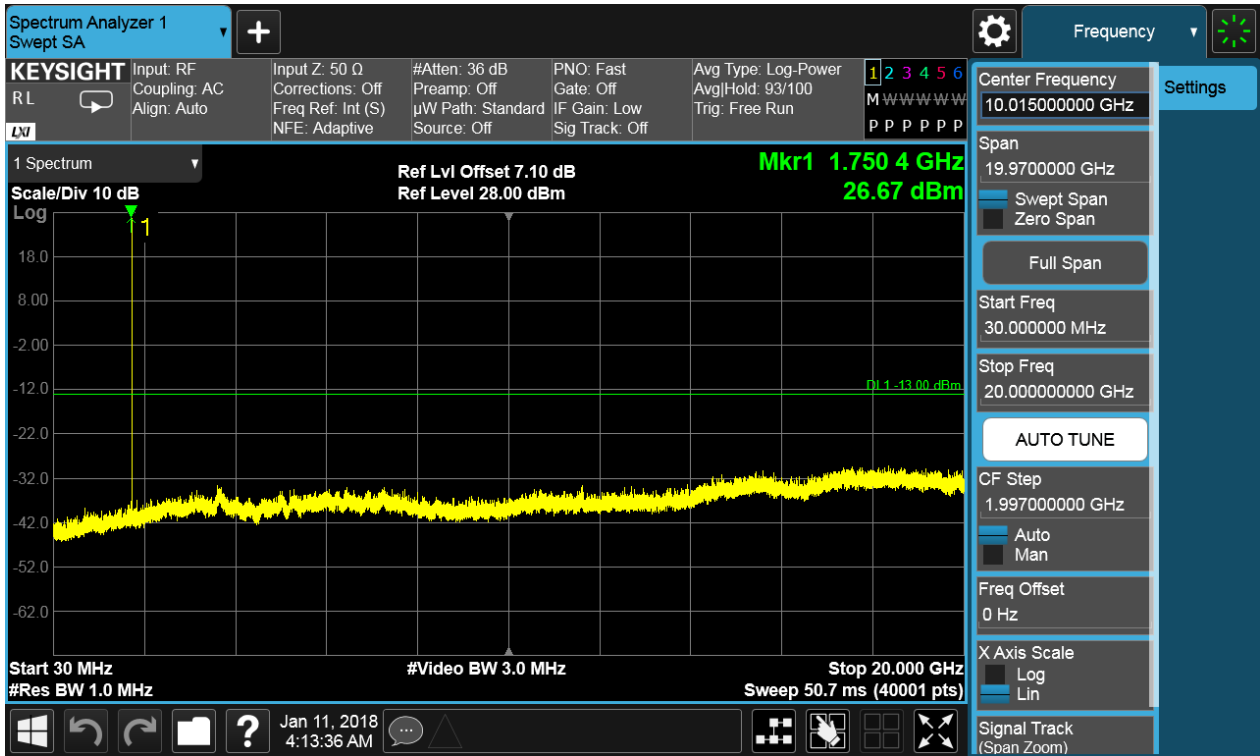 Spectrum Analyzer 1
Swept SA
+
Frequency
KEYSIGHT
RL
LXI
Input: RF
Coupling: AC
Align: Auto
Input Z: 50 Ω
Corrections: Off
Freq Ref: Int (S)
NFE: Adaptive
#Atten: 36 dB
Preamp: Off
µW Path: Standard
Source: Off
PNO: Fast
Gate: Off
IF Gain: Low
Sig Track: Off
Avg Type: Log-Power
Avg|Hold: 93/100
Trig: Free Run
1 2 3 4 5 6
M W W W W W
P P P P P P
1 Spectrum
Scale/Div 10 dB
Log
Ref Lvl Offset 7.10 dB
Ref Level 28.00 dBm
Mkr1 1.750 4 GHz
26.67 dBm
1
18.0
8.00
-2.00
-12.0
DL1 -13.00 dBm
-22.0
-32.0
-42.0
-52.0
-62.0
Start 30 MHz
#Video BW 3.0 MHz
Stop 20.000 GHz
#Res BW 1.0 MHz
Sweep 50.7 ms (40001 pts)
?
Jan 11, 2018
4:13:36 AM
Center Frequency
10.015000000 GHz
Span
19.9700000 GHz
Swept Span
Zero Span
Full Span
Start Freq
30.000000 MHz
Stop Freq
20.000000000 GHz
AUTO TUNE
CF Step
1.997000000 GHz
Auto
Man
Freq Offset
0 Hz
X Axis Scale
Log
Lin
Signal Track
(Span Zoom)
Settings